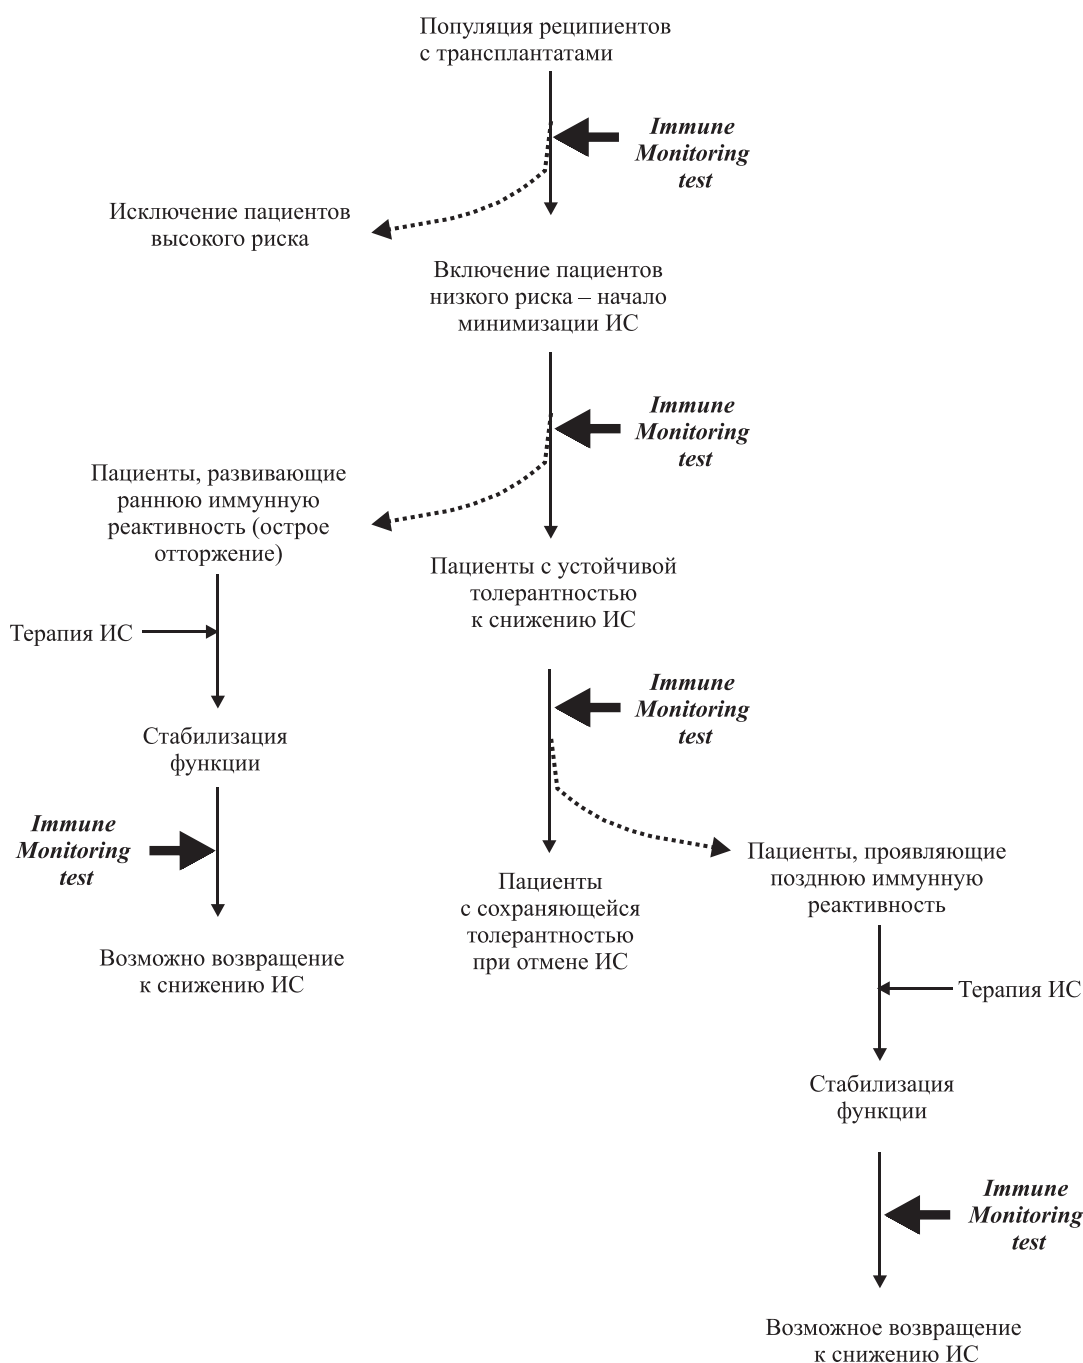 Популяция реципиентов
с трансплантатами
Immune
Monitoring
test
Исключение пациентов
высокого риска
Включение пациентов
низкого риска – начало
минимизации ИС
Immune
Monitoring
test
Пациенты, развивающие
раннюю иммунную
реактивность (острое
отторжение)
Пациенты с устойчивой
толерантностью
к снижению ИС
Терапия ИС
Immune
Monitoring
test
Стабилизация
функции
Immune
Monitoring
test
Пациенты, проявляющие
позднюю иммунную
реактивность
Пациенты
с сохраняющейся
толерантностью
при отмене ИС
Возможно возвращение
к снижению ИС
Терапия ИС
Стабилизация
функции
Immune
Monitoring
test
Возможное возвращение
к снижению ИС